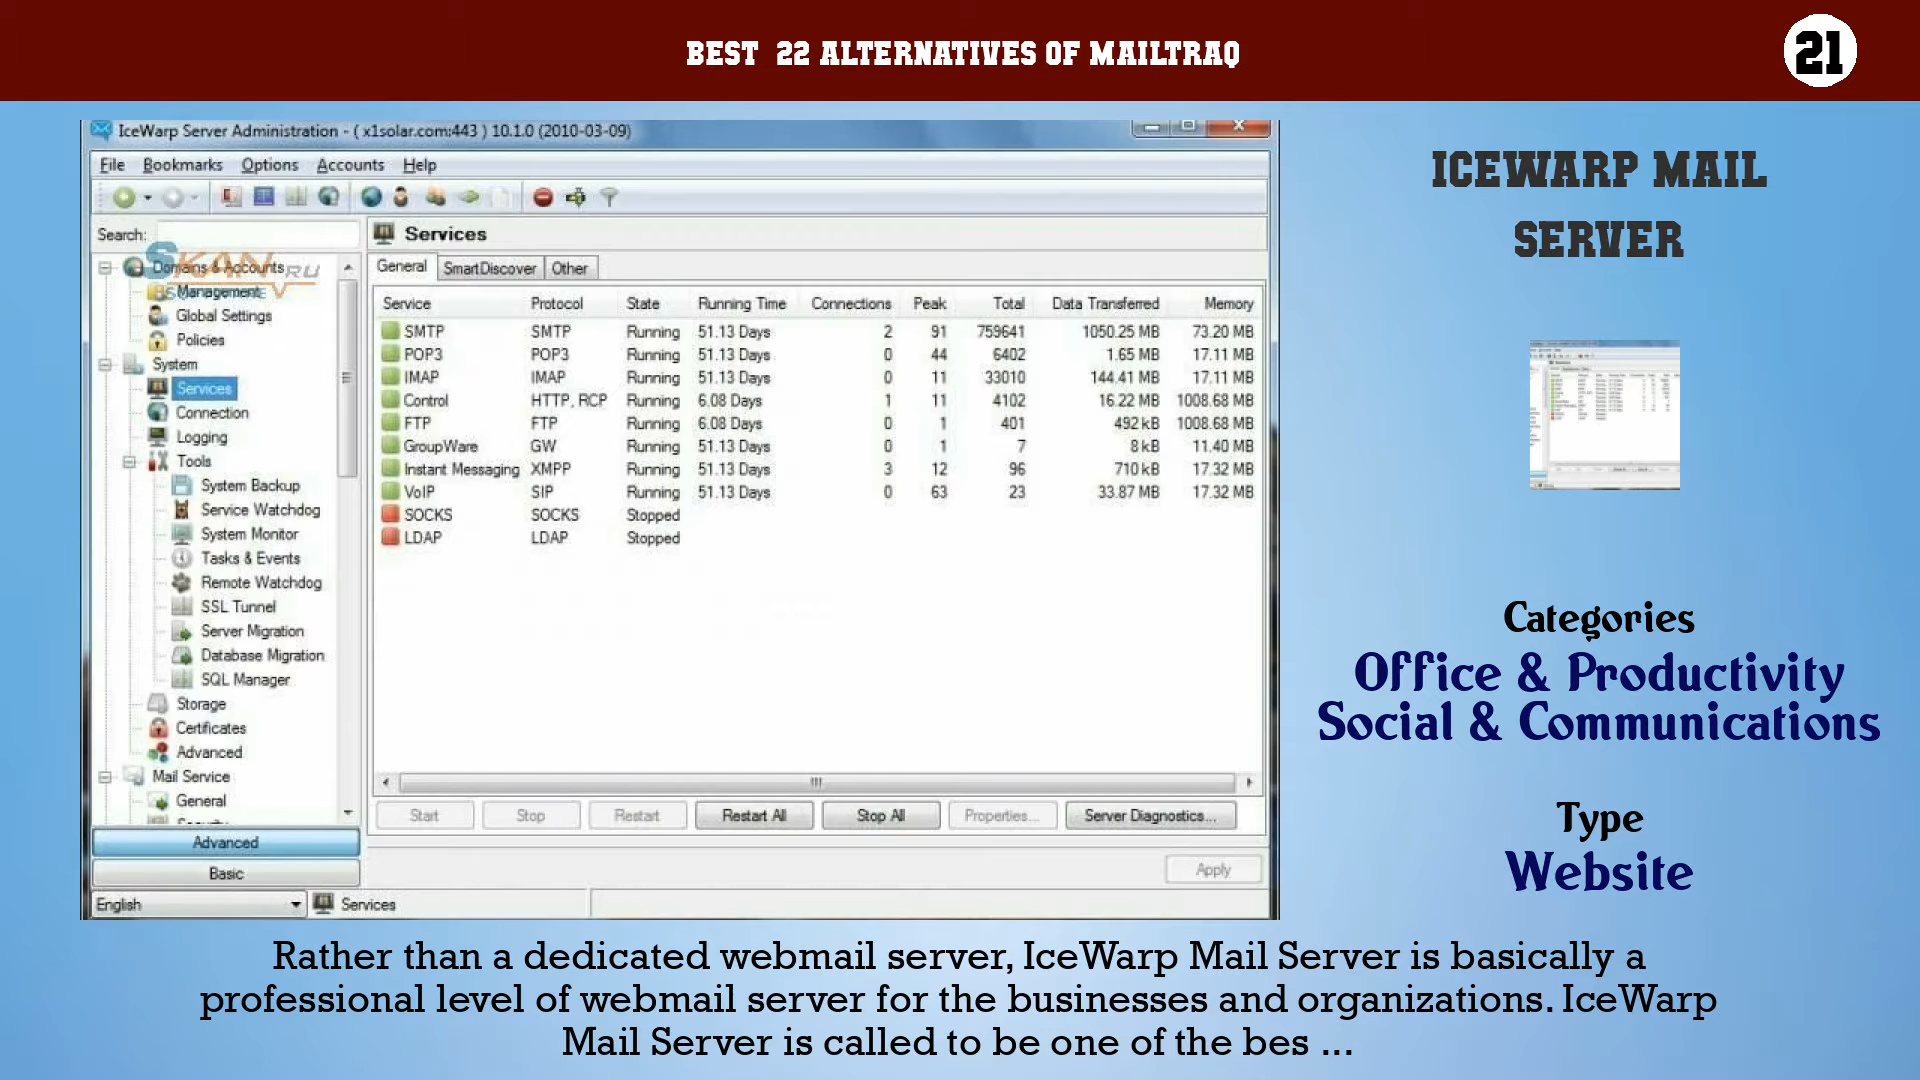 BEST 22 ALTERNATIVES OF MAILTRAQ
21
IceWarp Server Administration - ( x1solar.com:443 ) 10.1.0 (2010-03-09)
File Bookmarks Options Accounts Help
Search:
SKAN.RU
Domains & Accounts
Management
Global Settings
Policies
System
Services
Connection
Logging
Tools
System Backup
Service Watchdog
System Monitor
Tasks & Events
Remote Watchdog
SSL Tunnel
Server Migration
Database Migration
SQL Manager
Storage
Certificates
Advanced
Mail Service
General
Advanced
Basic
English
Services
Services
General SmartDiscover Other
Service Protocol State Running Time Connections Peak Total Data Transferred Memory
SMTP SMTP Running 51.13 Days 2 91 759641 1050.25 MB 73.20 MB
POP3 POP3 Running 51.13 Days 0 44 6402 1.65 MB 17.11 MB
IMAP IMAP Running 51.13 Days 0 11 33010 144.41 MB 17.11 MB
Control HTTP, RCP Running 6.08 Days 1 11 4102 16.22 MB 1008.68 MB
FTP FTP Running 6.08 Days 0 1 401 492 kB 1008.68 MB
GroupWare GW Running 51.13 Days 0 1 7 8 kB 11.40 MB
Instant Messaging XMPP Running 51.13 Days 3 12 96 710 kB 17.32 MB
VoIP SIP Running 51.13 Days 0 63 23 33.87 MB 17.32 MB
SOCKS SOCKS Stopped
LDAP LDAP Stopped
Start Stop Restart Restart All Stop All Properties... Server Diagnostics...
Apply
ICEWARP MAIL
SERVER
Categories
Office & Productivity
Social & Communications
Type
Website
Rather than a dedicated webmail server, IceWarp Mail Server is basically a
professional level of webmail server for the businesses and organizations. IceWarp
Mail Server is called to be one of the bes ...